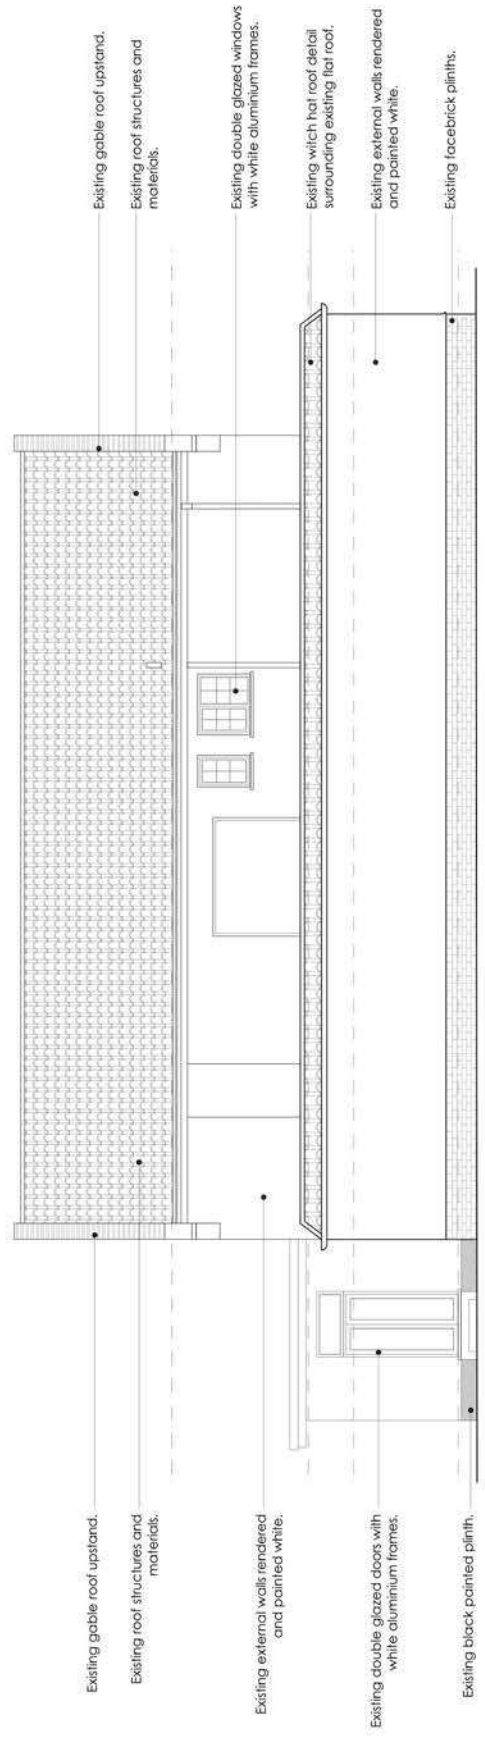 Existing gable roof upstand.
Existing roof structures and
materials.
Existing external walls rendered
and painted white.
Existing double glazed doors with
white aluminium frames.
Existing black painted plinth.
Existing gable roof upstand.
Existing roof structures and
materials.
Existing double glazed windows
with white aluminium frames.
Existing witch hat roof detail
surrounding existing flat roof.
Existing external walls rendered
and painted white.
Existing facebrick plinths.